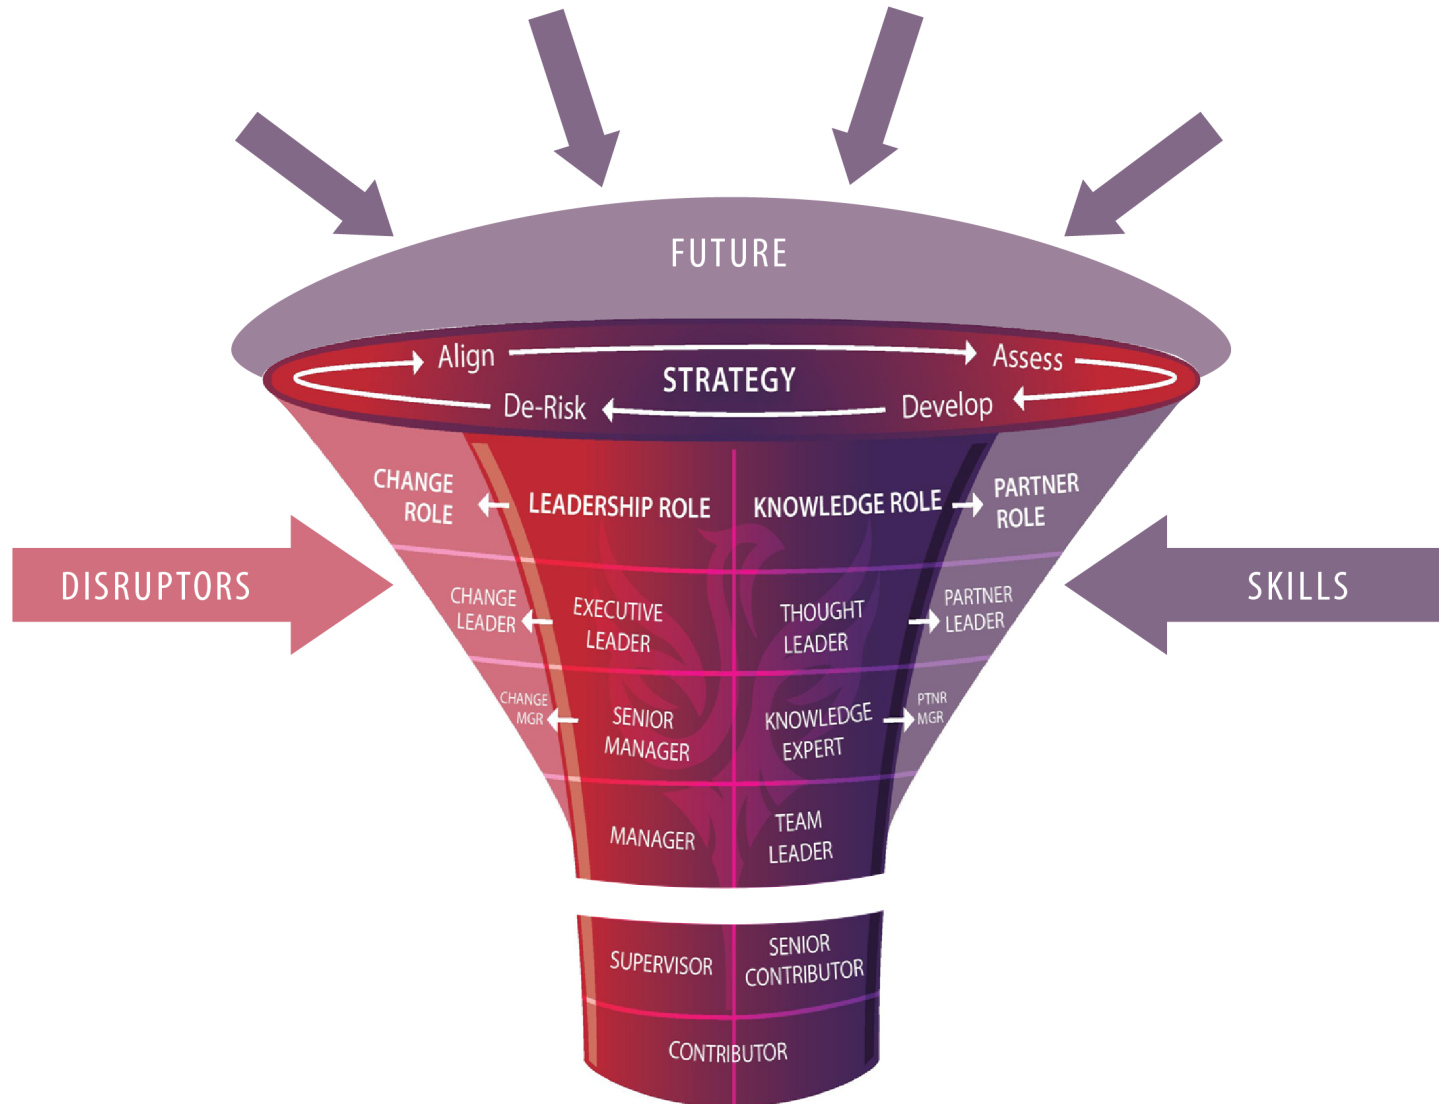 FUTURE
Align
Assess
STRATEGY
De-Risk
Develop
CHANGE
ROLE
LEADERSHIP ROLE
KNOWLEDGE ROLE
PARTNER
ROLE
DISRUPTORS
SKILLS
CHANGE
LEADER
EXECUTIVE
LEADER
THOUGHT
LEADER
PARTNER
LEADER
CHANGE
MGR
SENIOR
MANAGER
KNOWLEDGE
EXPERT
PTNR
MGR
MANAGER
TEAM
LEADER
SUPERVISOR
SENIOR
CONTRIBUTOR
CONTRIBUTOR